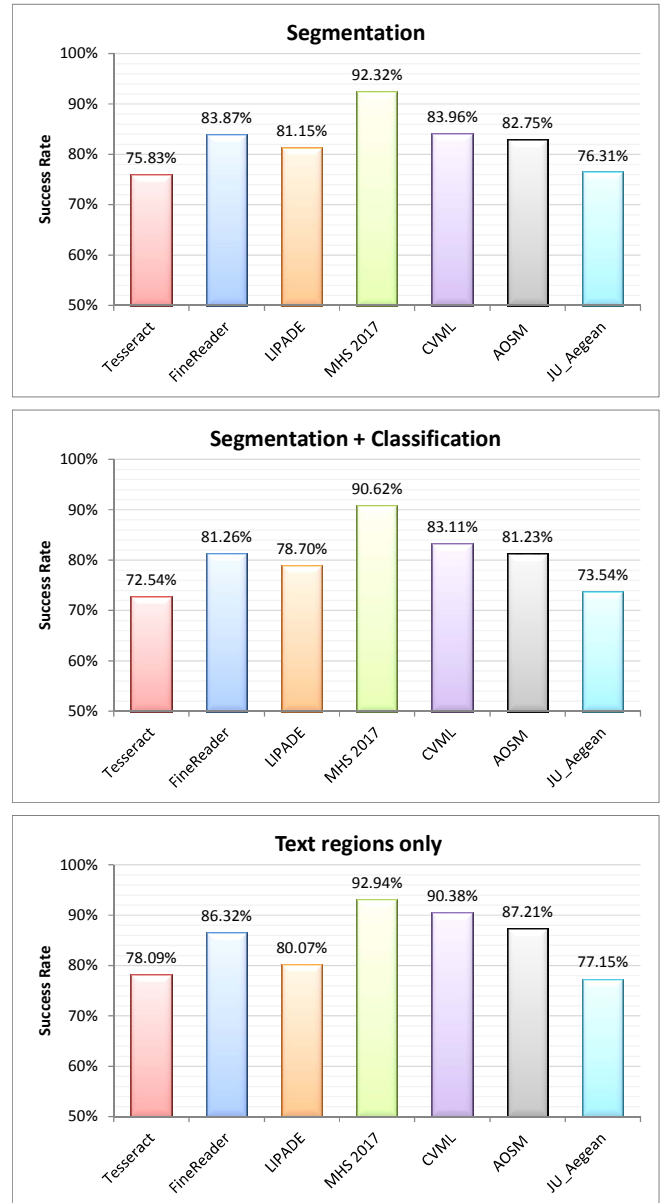 Segmentation
100%
90%
80%
70%
60%
50%
Success Rate
75.83%
83.87%
81.15%
92.32%
83.96%
82.75%
76.31%
Tesseract
FineReader
LIPADE
MHS 2017
CVML
AOSM
JU_Aegean
Segmentation + Classification
100%
90%
80%
70%
60%
50%
Success Rate
72.54%
81.26%
78.70%
90.62%
83.11%
81.23%
73.54%
Tesseract
FineReader
LIPADE
MHS 2017
CVML
AOSM
JU_Aegean
Text regions only
100%
90%
80%
70%
60%
50%
Success Rate
78.09%
86.32%
80.07%
92.94%
90.38%
87.21%
77.15%
Tesseract
FineReader
LIPADE
MHS 2017
CVML
AOSM
JU_Aegean